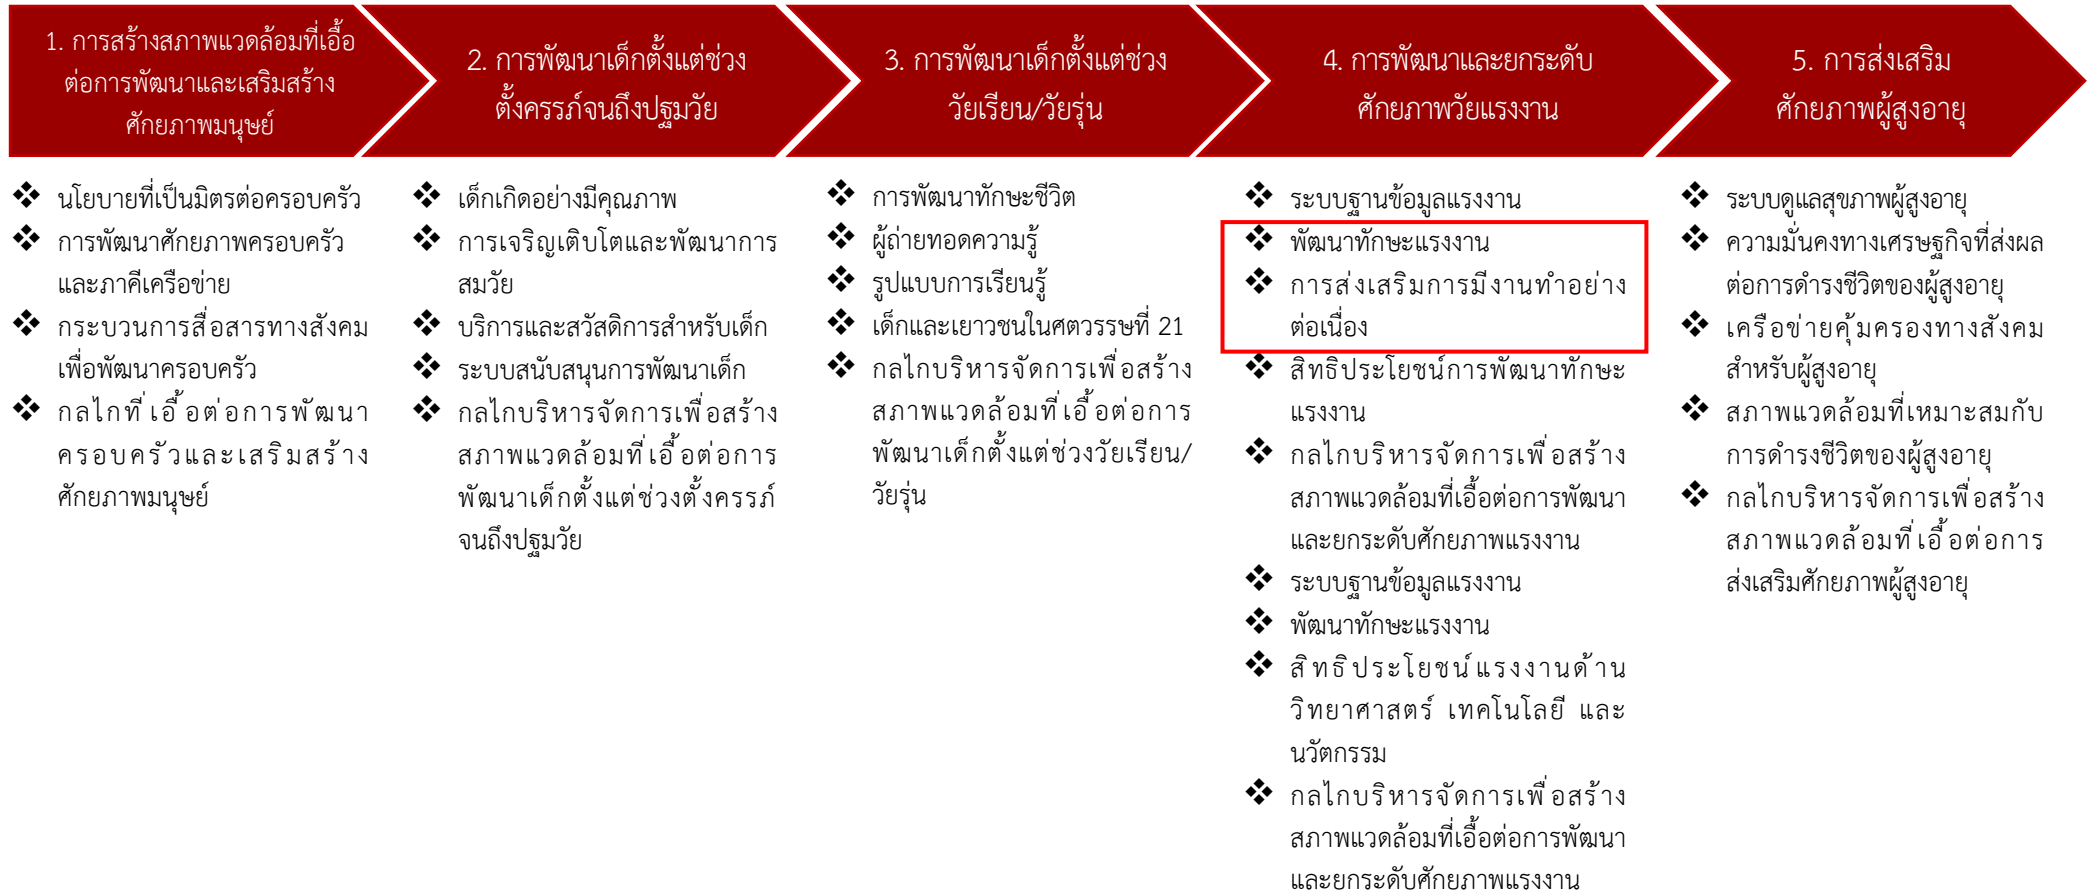 1. การสร้างสภาพแวดล้อมที่เอื้อ
ต่อการพัฒนาและเสริมสร้าง
ศักยภาพมนุษย์
2. การพัฒนาเด็กตั้งแต่ช่วง
ตั้งครรภ์จนถึงปฐมวัย
3. การพัฒนาเด็กตั้งแต่ช่วง
วัยเรียน/วัยรุ่น
4. การพัฒนาและยกระดับ
ศักยภาพวัยแรงงาน
5. การส่งเสริม
ศักยภาพผู้สูงอายุ
❖ นโยบายที่เป็นมิตรต่อครอบครัว
❖ การพัฒนาศักยภาพครอบครัว
และภาคีเครือข่าย
❖ กระบวนการสื่อสารทางสังคม
เพื่อพัฒนาครอบครัว
❖ กลไกที่เอื้อต่อการพัฒนา
ครอบครัวและเสริมสร้าง
ศักยภาพมนุษย์
❖ เด็กเกิดอย่างมีคุณภาพ
❖ การเจริญเติบโตและพัฒนาการ
สมวัย
❖ บริการและสวัสดิการสำหรับเด็ก
❖ ระบบสนับสนุนการพัฒนาเด็ก
❖ กลไกบริหารจัดการเพื่อสร้าง
สภาพแวดล้อมที่เอื้อต่อการ
พัฒนาเด็กตั้งแต่ช่วงตั้งครรภ์
จนถึงปฐมวัย
❖ การพัฒนาทักษะชีวิต
❖ ผู้ถ่ายทอดความรู้
❖ รูปแบบการเรียนรู้
❖ เด็กและเยาวชนในศตวรรษที่ 21
❖ กลไกบริหารจัดการเพื่อสร้าง
สภาพแวดล้อมที่เอื้อต่อการ
พัฒนาเด็กตั้งแต่ช่วงวัยเรียน/
วัยรุ่น
❖ ระบบฐานข้อมูลแรงงาน
❖ พัฒนาทักษะแรงงาน
❖ การส่งเสริมการมีงานทำอย่าง
ต่อเนื่อง
❖ สิทธิประโยชน์การพัฒนาทักษะ
แรงงาน
❖ กลไกบริหารจัดการเพื่อสร้าง
สภาพแวดล้อมที่เอื้อต่อการพัฒนา
และยกระดับศักยภาพแรงงาน
❖ ระบบฐานข้อมูลแรงงาน
❖ พัฒนาทักษะแรงงาน
❖ สิทธิประโยชน์แรงงานด้าน
วิทยาศาสตร์ เทคโนโลยี และ
นวัตกรรม
❖ กลไกบริหารจัดการเพื่อสร้าง
สภาพแวดล้อมที่เอื้อต่อการพัฒนา
และยกระดับศักยภาพแรงงาน
❖ ระบบดูแลสุขภาพผู้สูงอายุ
❖ ความมั่นคงทางเศรษฐกิจที่ส่งผล
ต่อการดำรงชีวิตของผู้สูงอายุ
❖ เครือข่ายคุ้มครองทางสังคม
สำหรับผู้สูงอายุ
❖ สภาพแวดล้อมที่เหมาะสมกับ
การดำรงชีวิตของผู้สูงอายุ
❖ กลไกบริหารจัดการเพื่อสร้าง
สภาพแวดล้อมที่เอื้อต่อการ
ส่งเสริมศักยภาพผู้สูงอายุ